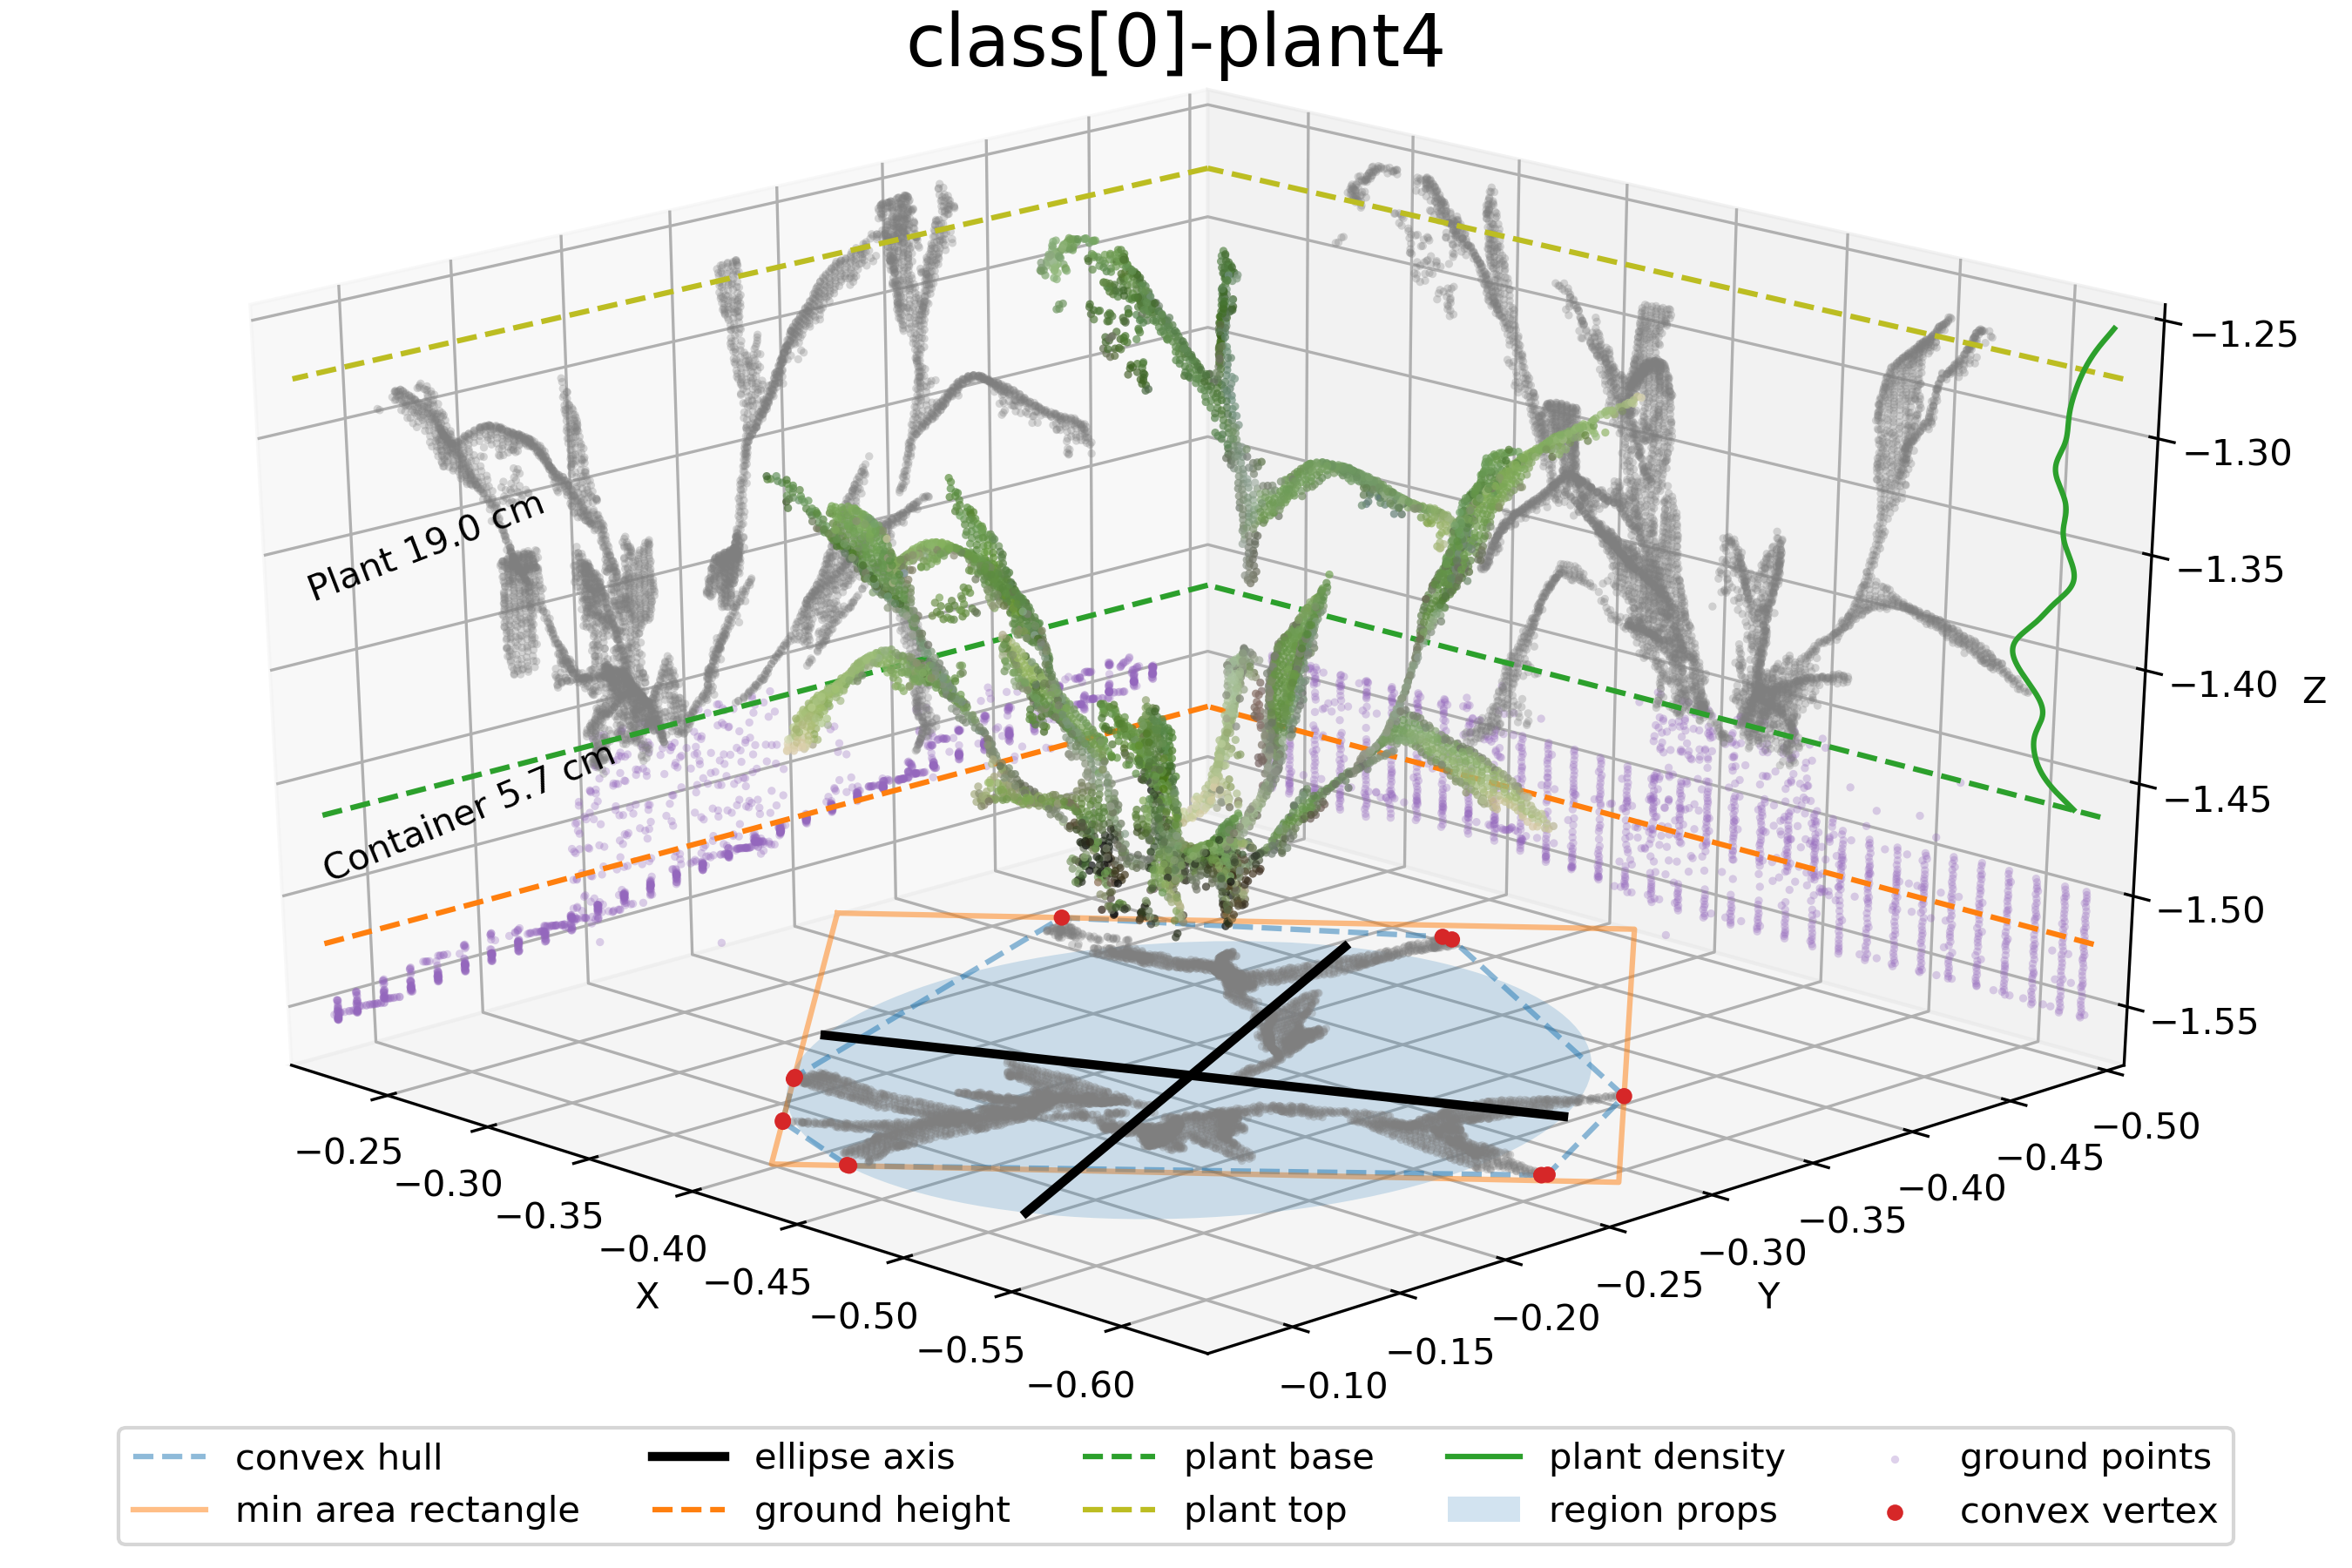 class[0]-plant4
Plant 19.0 cm
Container 5.7 cm
−1.25
−1.30
−1.35
−1.40
Z
−1.45
−1.50
−1.55
−0.25
−0.30
−0.35
−0.40
−0.45
−0.50
−0.55
−0.60
X
−0.50
−0.45
−0.40
−0.35
−0.30
−0.25
−0.20
−0.15
−0.10
Y
convex hull
ellipse axis
plant base
plant density
ground points
min area rectangle
ground height
plant top
region props
convex vertex